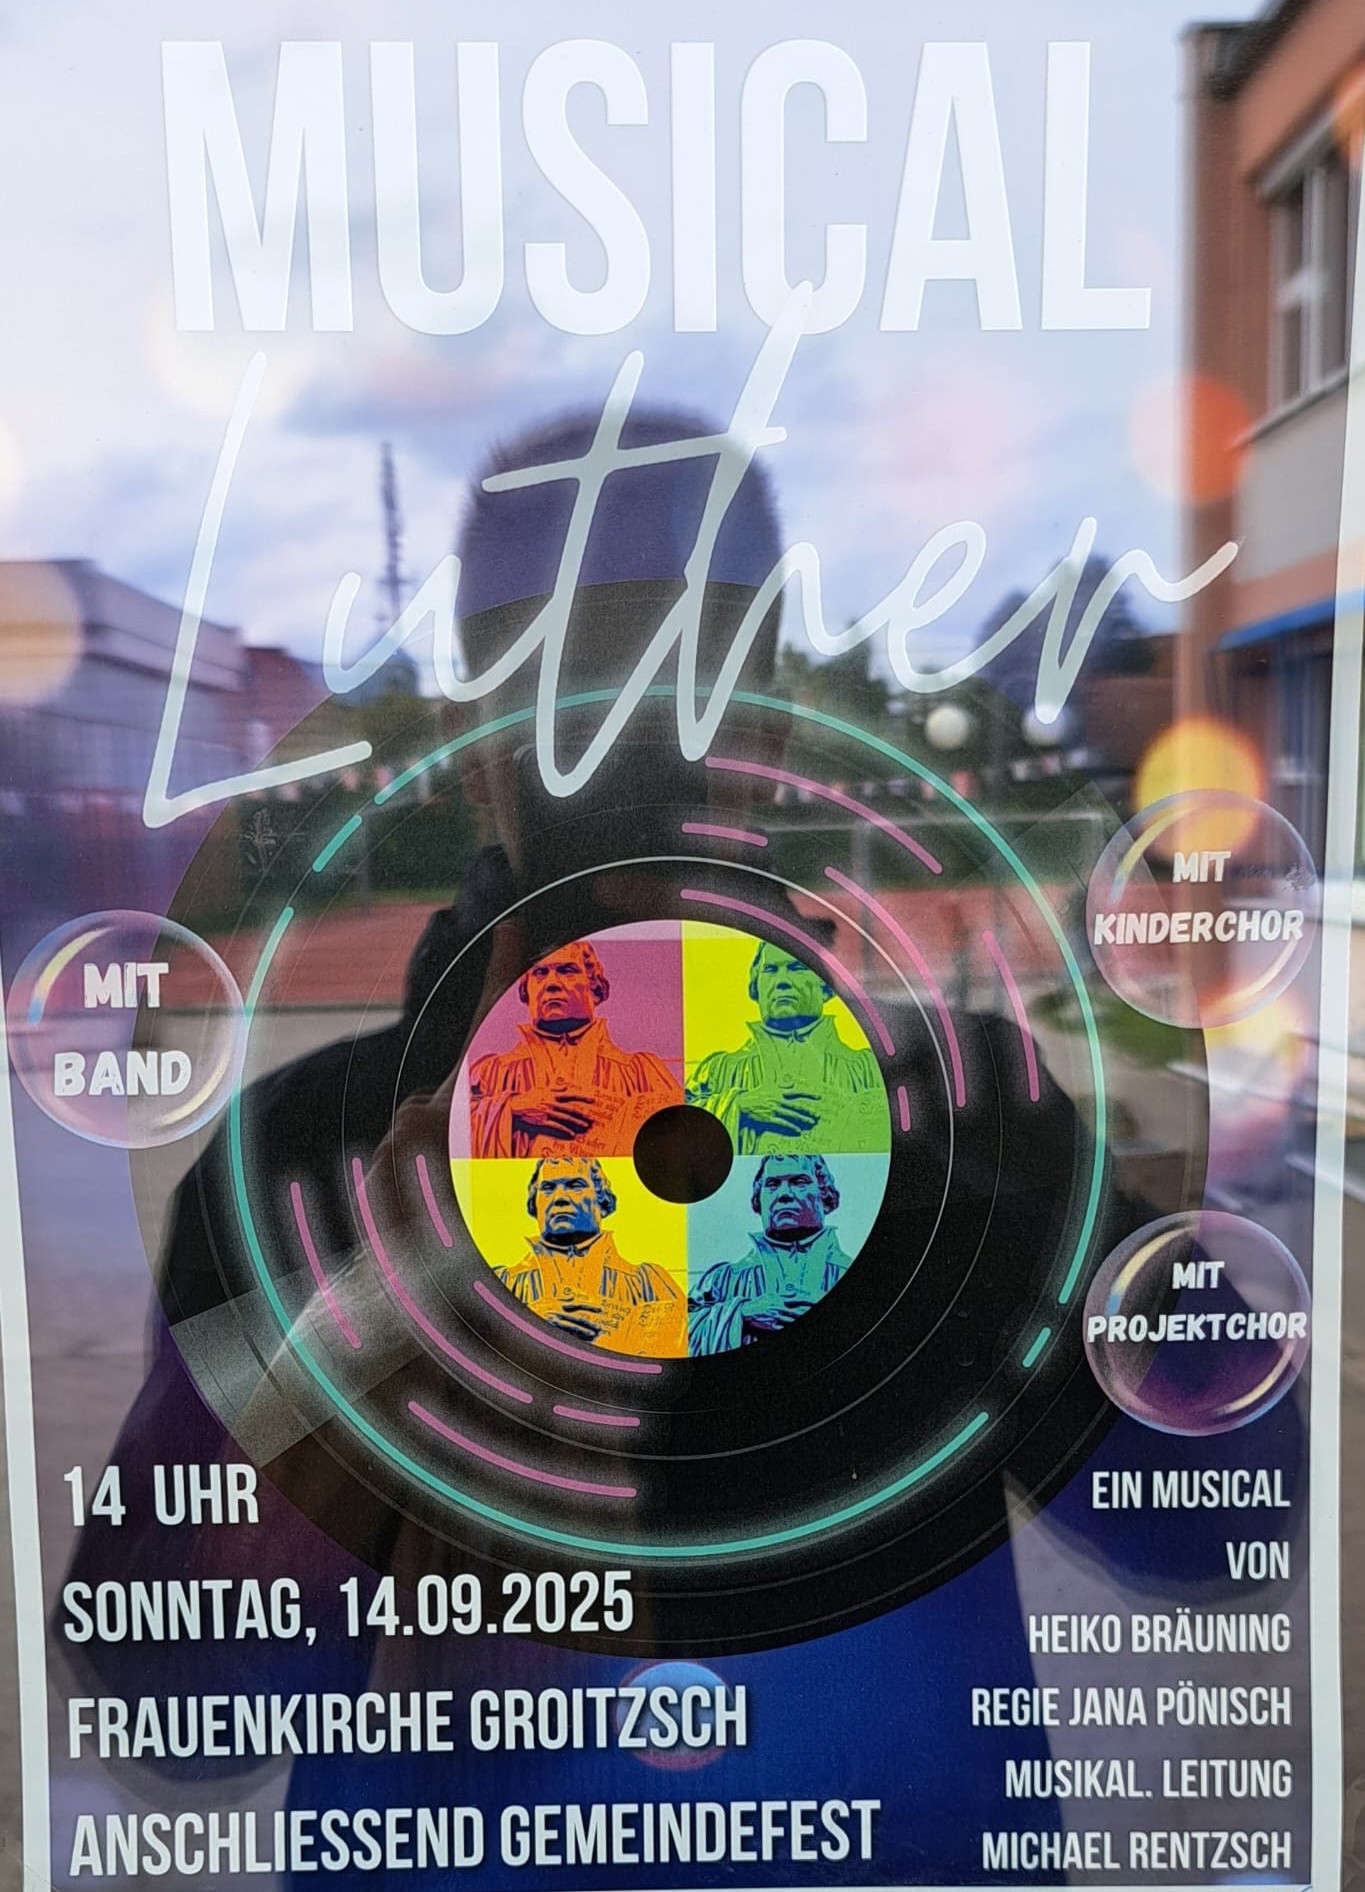 MUSICAL
Luther
MIT
KINDERCHOR
MIT
BAND
MIT
PROJEKTCHOR
14 UHR
SONNTAG, 14.09.2025
FRAUENKIRCHE GROITZSCH
ANSCHLIESSEND GEMEINDEFEST
EIN MUSICAL
VON
HEIKO BRÄUNING
REGIE JANA PÖNISCH
MUSIKAL. LEITUNG
MICHAEL RENTZSCH